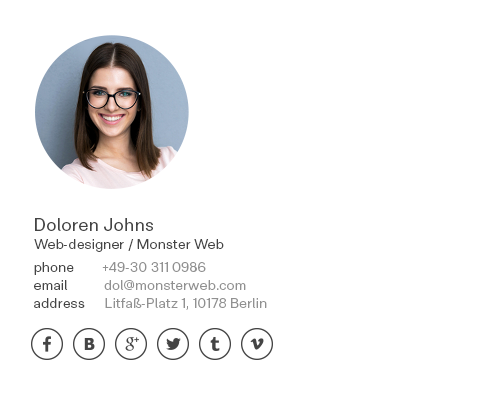 Doloren Johns
Web-designer / Monster Web
phone +49-30 311 0986
email dol@monsterweb.com
address Litfaß-Platz 1, 10178 Berlin
f B g+ t v